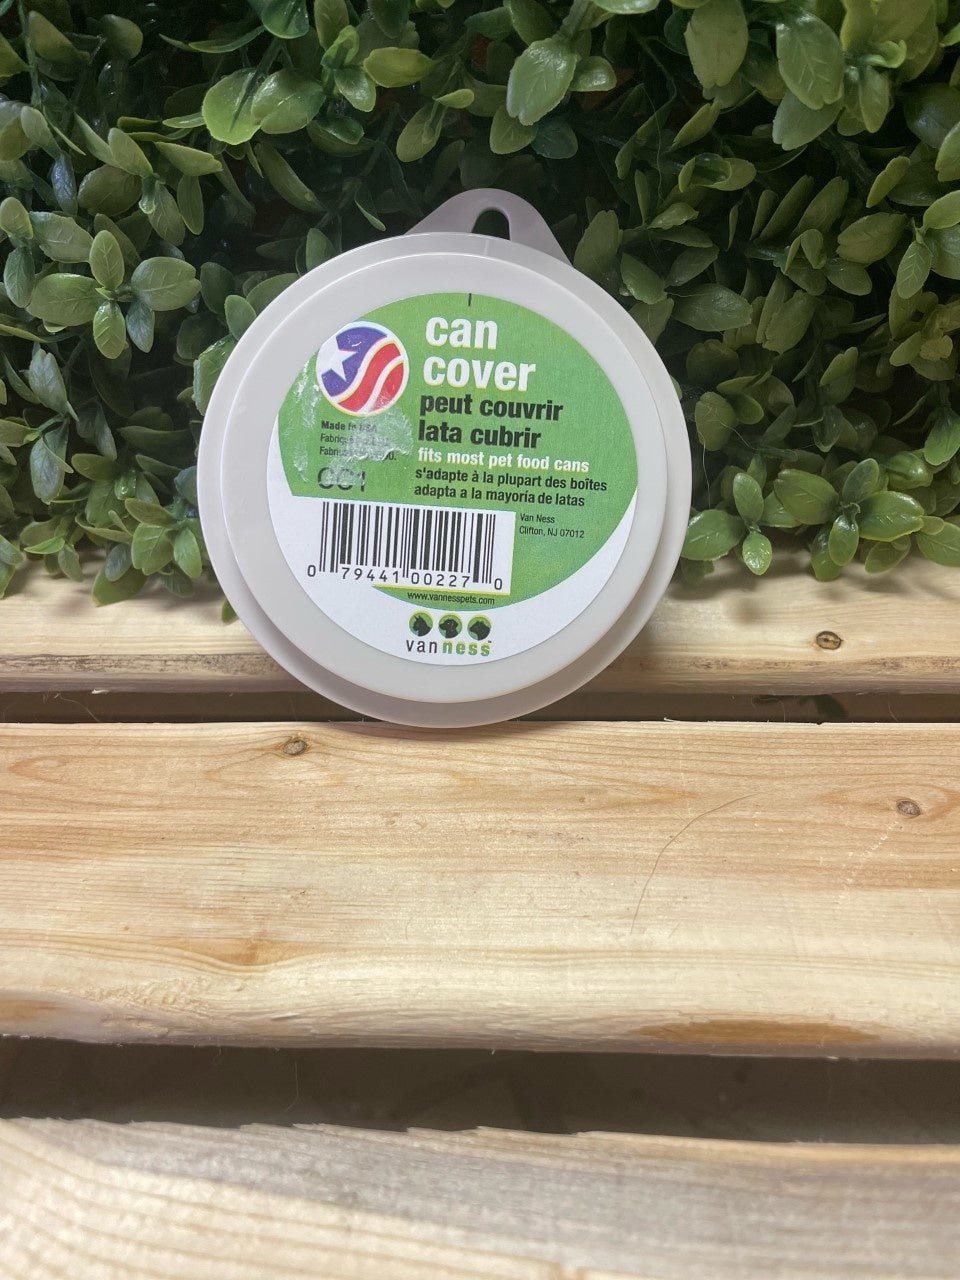 can
cover
peut couvrir
lata cubrir
fits most pet food cans
s'adapte à la plupart des boîtes
adapta a la mayoría de latas
Made in USA
CC1
Van Ness
Clifton, NJ 07012
0 79441 00227 0
www.vannesspets.com
van ness™